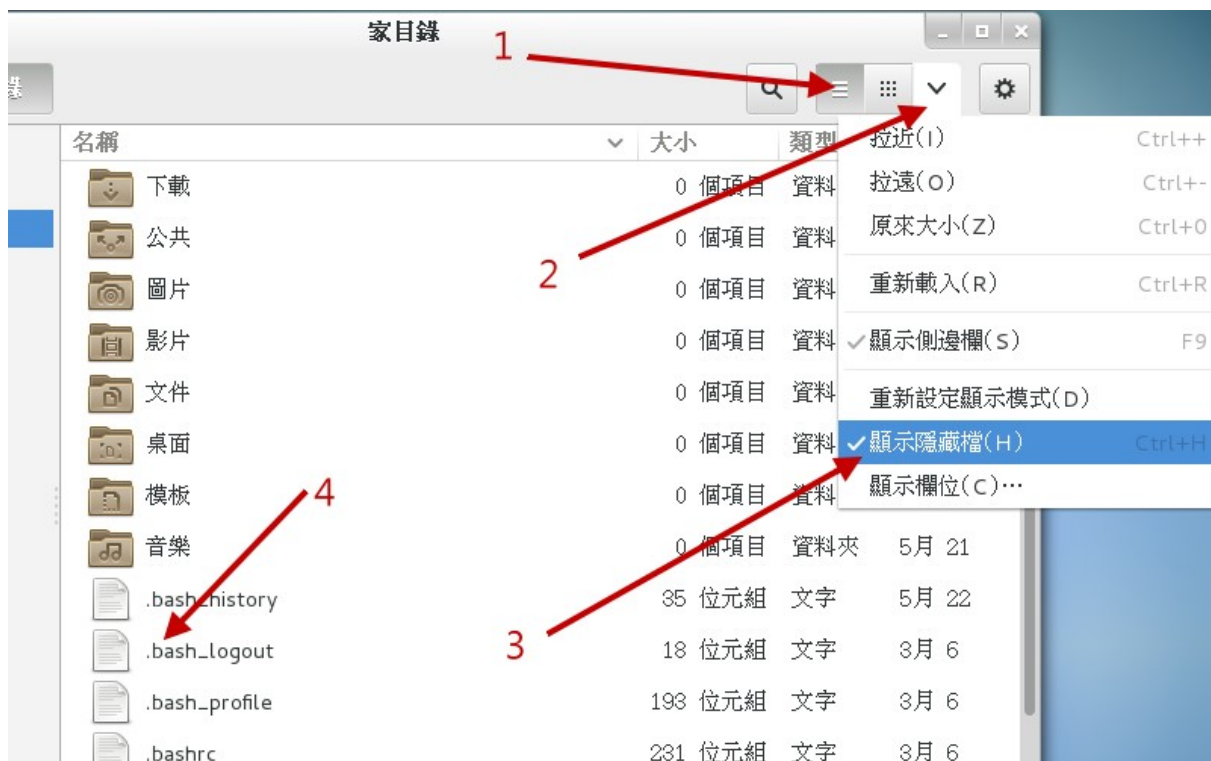 家目錄
1
錄
名稱 大小 類型
下載 0 個項目 資料
公共 0 個項目 資料
圖片 0 個項目 資料
影片 0 個項目 資料
文件 0 個項目 資料
桌面 0 個項目 資料
模板 0 個項目 資料
音樂 0 個項目 資料夾 5月 21
.bash_history 35 位元組 文字 5月 22
.bash_logout 18 位元組 文字 3月 6
.bash_profile 193 位元組 文字 3月 6
.bashrc 231 位元組 文字 3月 6
拉近(I) Ctrl++
拉遠(O) Ctrl+-
原來大小(Z) Ctrl+0
重新載入(R) Ctrl+R
顯示側邊欄(S) F9
重新設定顯示模式(D)
顯示隱藏檔(H) Ctrl+H
顯示欄位(C)…
2
3
4